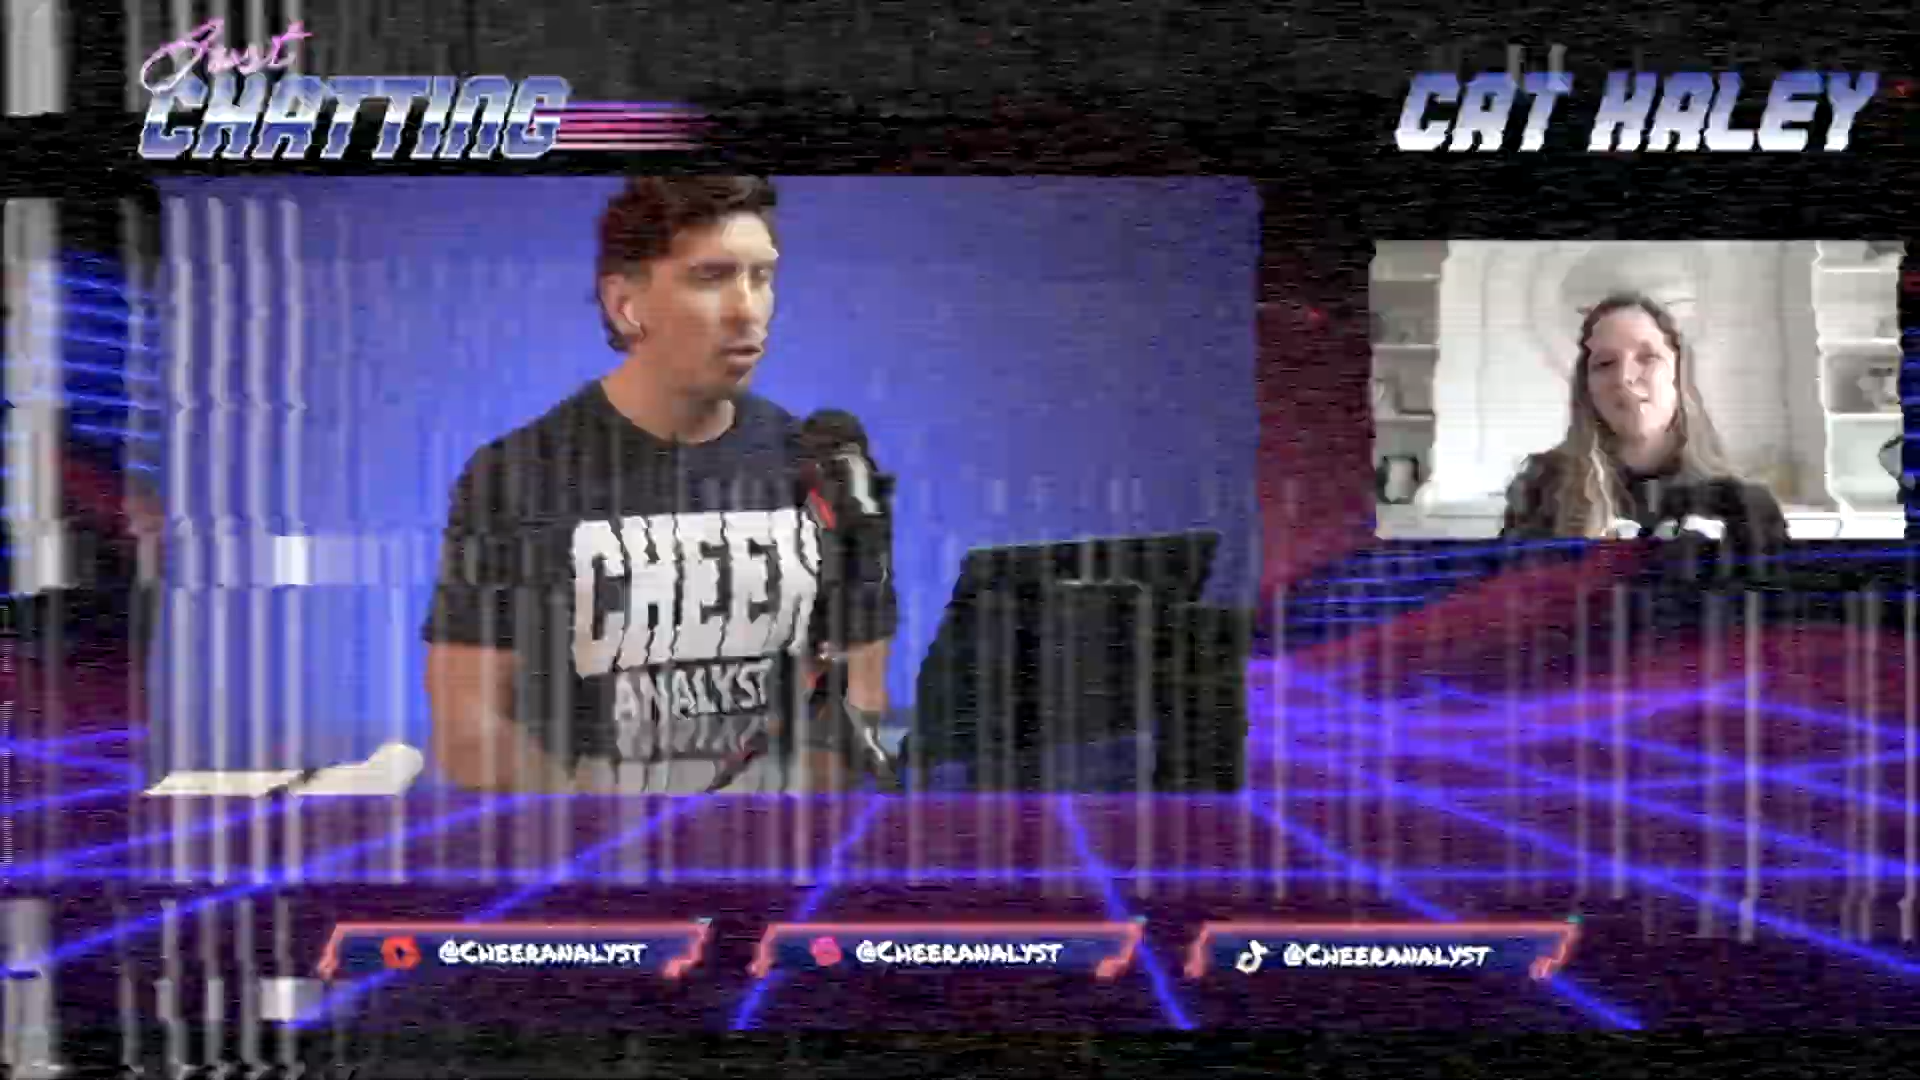 Just
CHATTING
CAT HALEY
CHEER
ANALYST
@CHEERANALYST
@CHEERANALYST
@CHEERANALYST